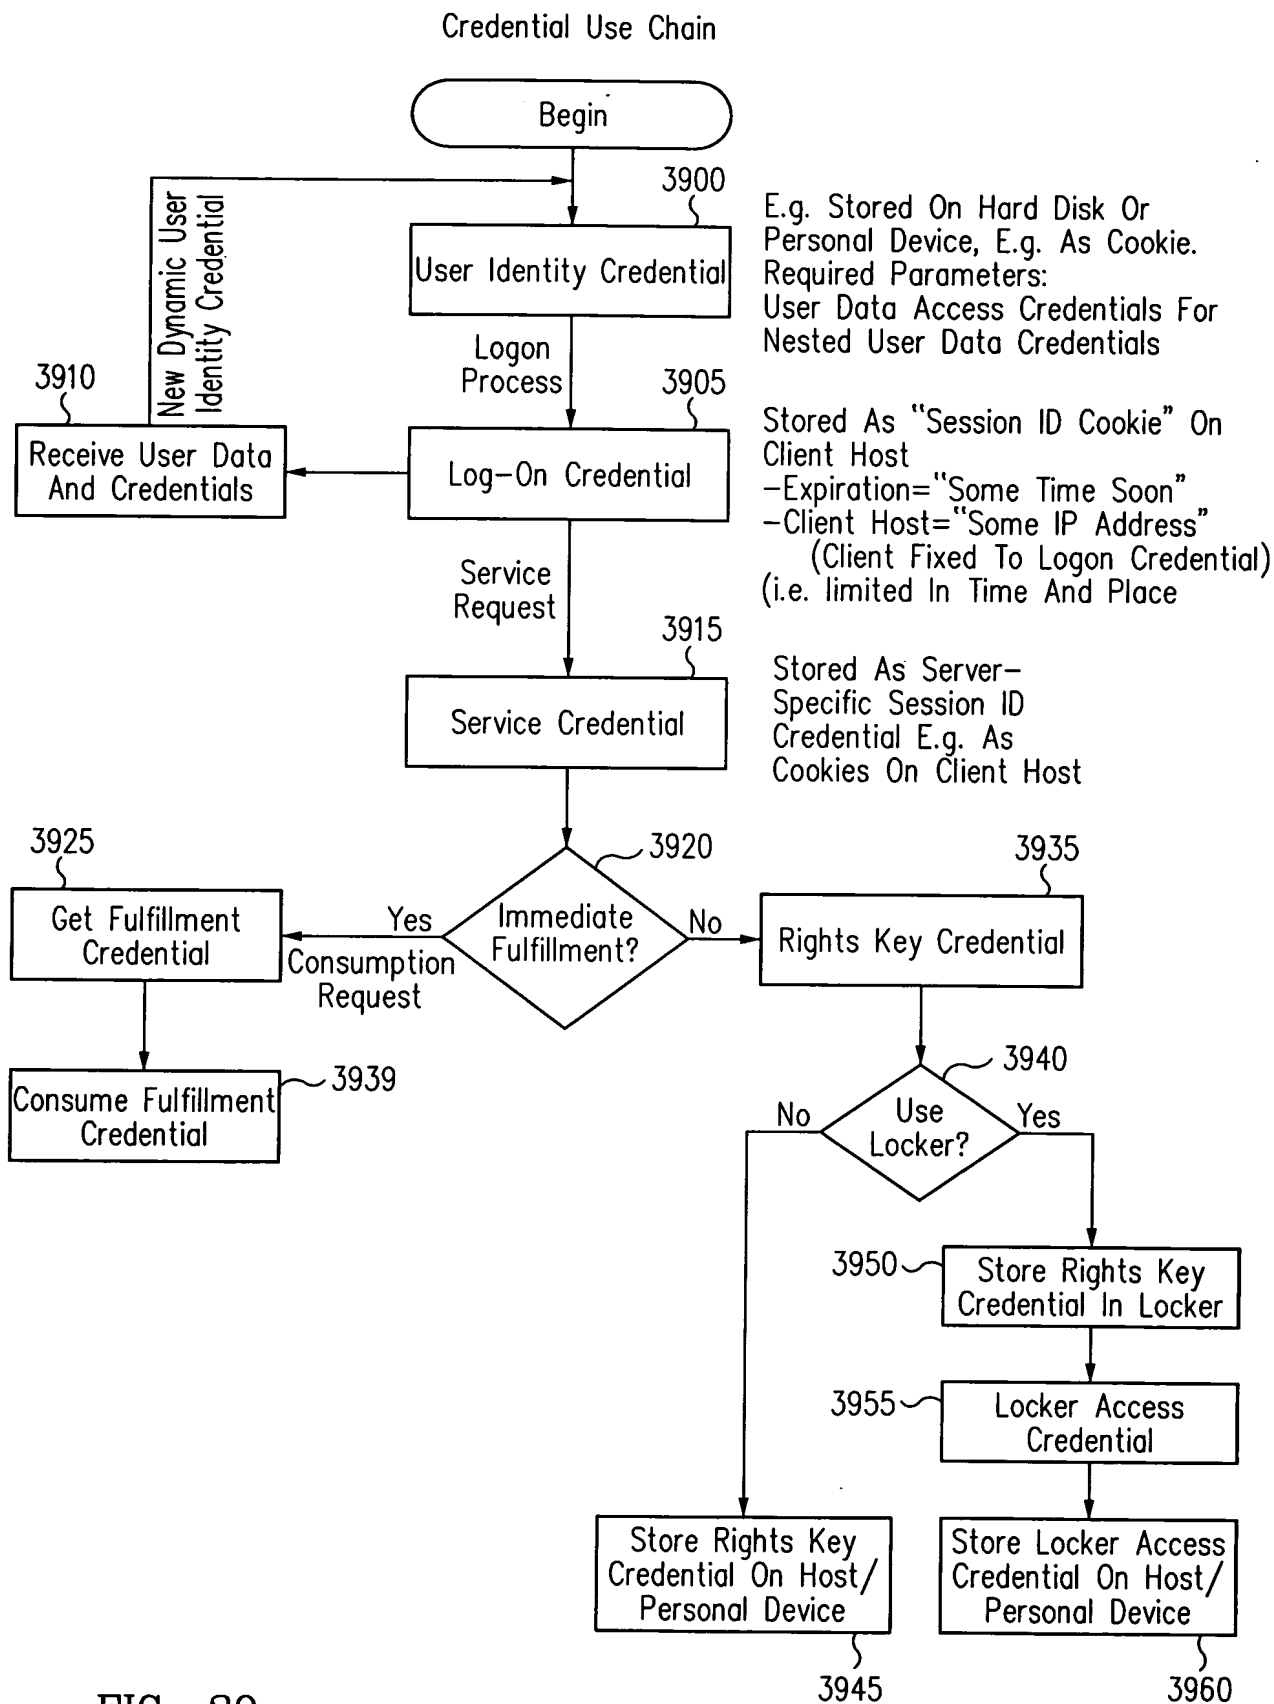 Credential Use Chain
Begin
3900
User Identity Credential
E.g. Stored On Hard Disk Or
Personal Device, E.g. As Cookie.
Required Parameters:
User Data Access Credentials For
Nested User Data Credentials
New Dynamic User
Identity Credential
Logon
Process
3910
Receive User Data
And Credentials
3905
Log-On Credential
Stored As "Session ID Cookie" On
Client Host
-Expiration="Some Time Soon"
-Client Host="Some IP Address"
(Client Fixed To Logon Credential)
(i.e. limited In Time And Place
Service
Request
3915
Service Credential
Stored As Server-
Specific Session ID
Credential E.g. As
Cookies On Client Host
3920
Immediate
Fulfillment?
Yes
Consumption
Request
No
3925
Get Fulfillment
Credential
3939
Consume Fulfillment
Credential
3935
Rights Key Credential
3940
Use
Locker?
No
Yes
3950
Store Rights Key
Credential In Locker
3955
Locker Access
Credential
Store Rights Key
Credential On Host/
Personal Device
3945
Store Locker Access
Credential On Host/
Personal Device
3960
FIG.